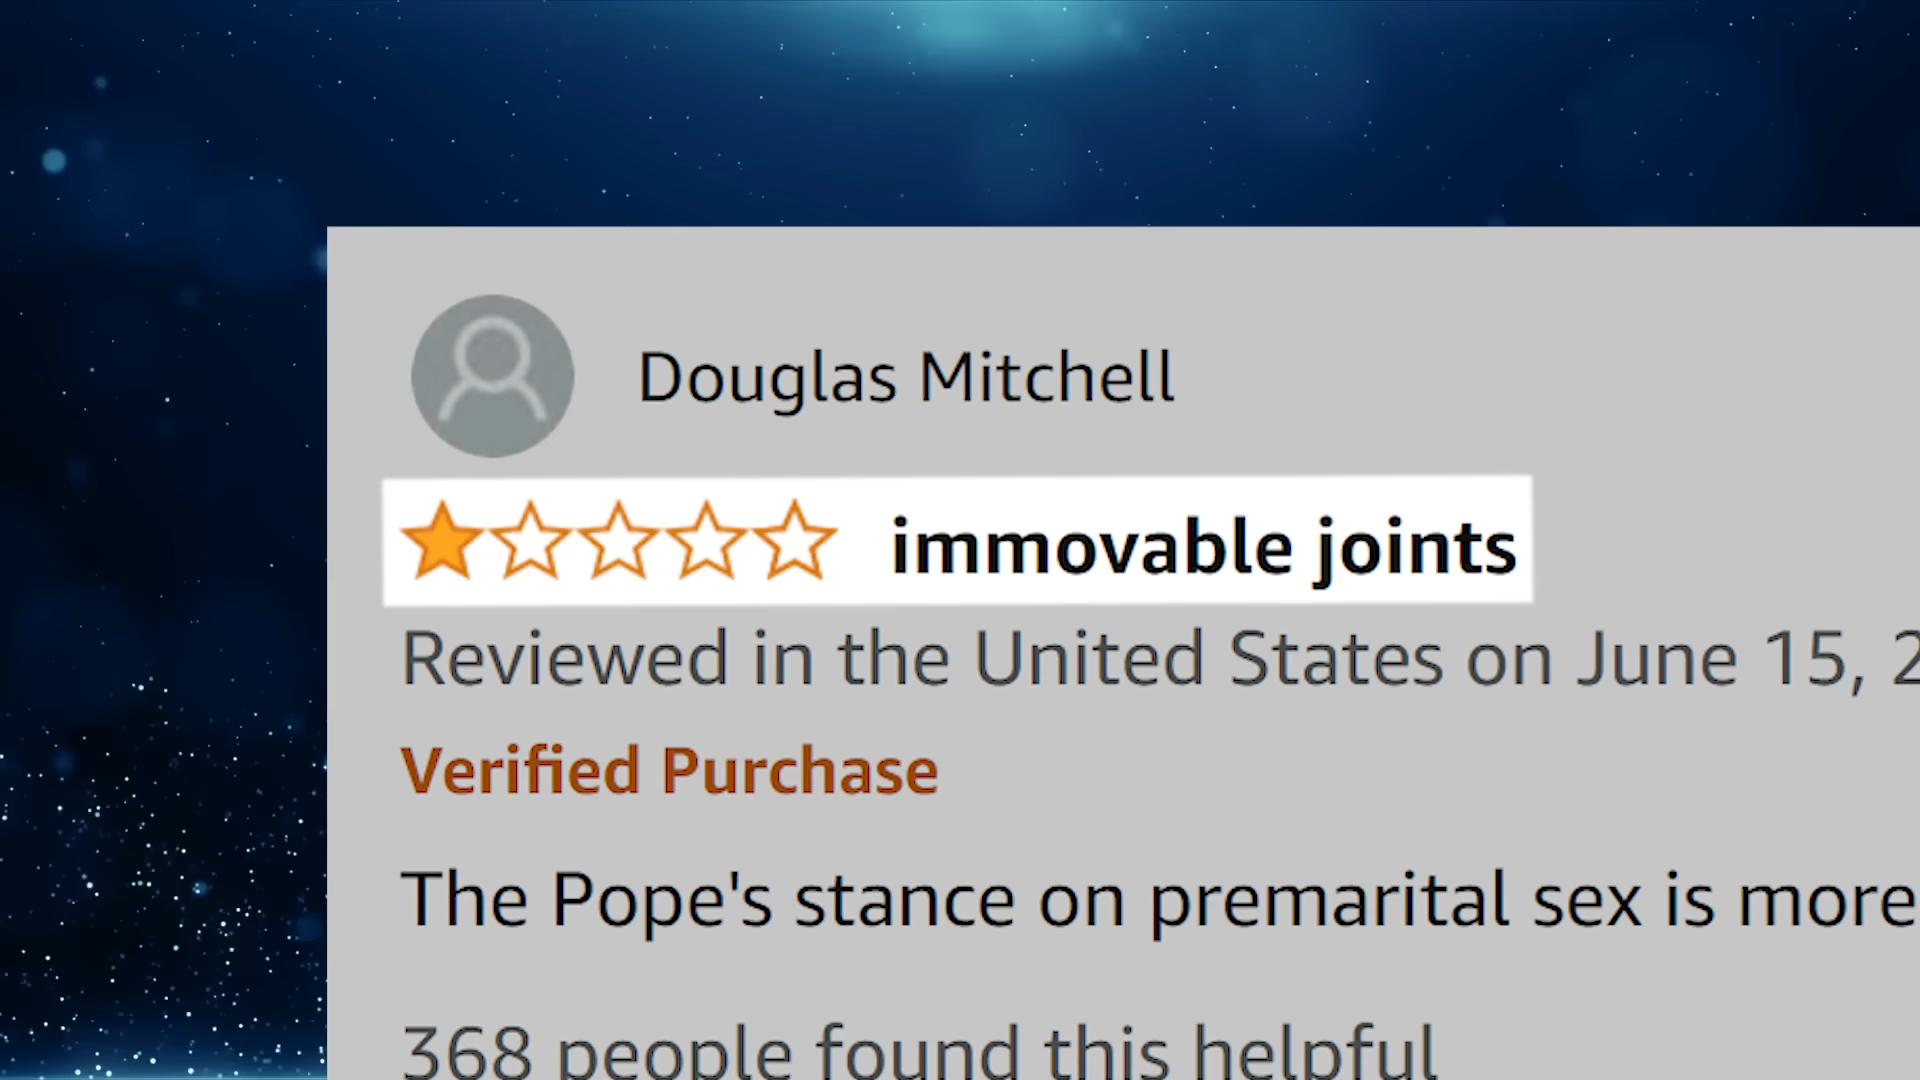 Douglas Mitchell
immovable joints
Reviewed in the United States on June 15, 2
Verified Purchase
The Pope's stance on premarital sex is more
368 people found this helpful